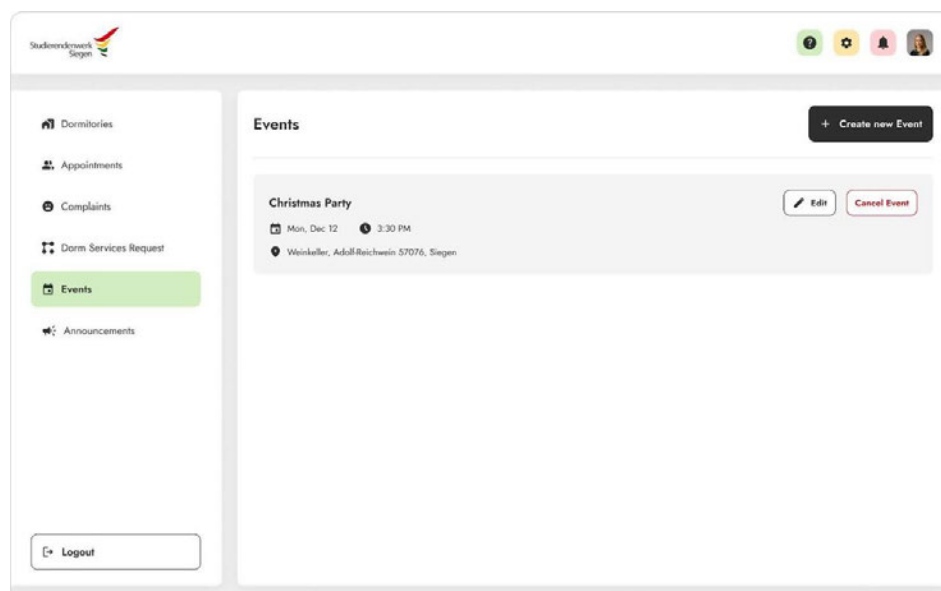 Studierendenwerk
Siegen
Dormitories
Appointments
Complaints
Dorm Services Request
Events
Announcements
Logout
Events
+ Create new Event
Christmas Party
Edit
Cancel Event
Mon, Dec 12
3:30 PM
Weinkeller, Adolf-Reichwein 57076, Siegen